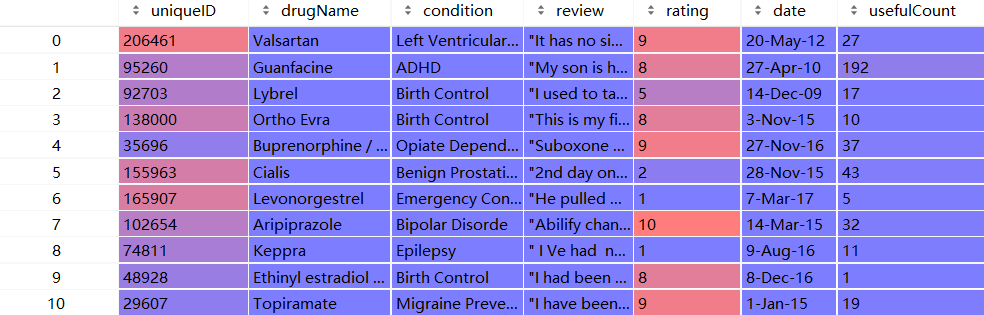 uniqueID drugName condition review rating date usefulCount
0 206461 Valsartan Left Ventricular... "It has no si... 9 20-May-12 27
1 95260 Guanfacine ADHD "My son is h... 8 27-Apr-10 192
2 92703 Lybrel Birth Control "I used to ta... 5 14-Dec-09 17
3 138000 Ortho Evra Birth Control "This is my fi... 8 3-Nov-15 10
4 35696 Buprenorphine / ... Opiate Depend... "Suboxone ... 9 27-Nov-16 37
5 155963 Cialis Benign Prostati... "2nd day on... 2 28-Nov-15 43
6 165907 Levonorgestrel Emergency Con... "He pulled ... 1 7-Mar-17 5
7 102654 Aripiprazole Bipolar Disorde "Abilify chan... 10 14-Mar-15 32
8 74811 Keppra Epilepsy " I Ve had n... 1 9-Aug-16 11
9 48928 Ethinyl estradiol ... Birth Control "I had been ... 8 8-Dec-16 1
10 29607 Topiramate Migraine Preve... "I have been... 9 1-Jan-15 19